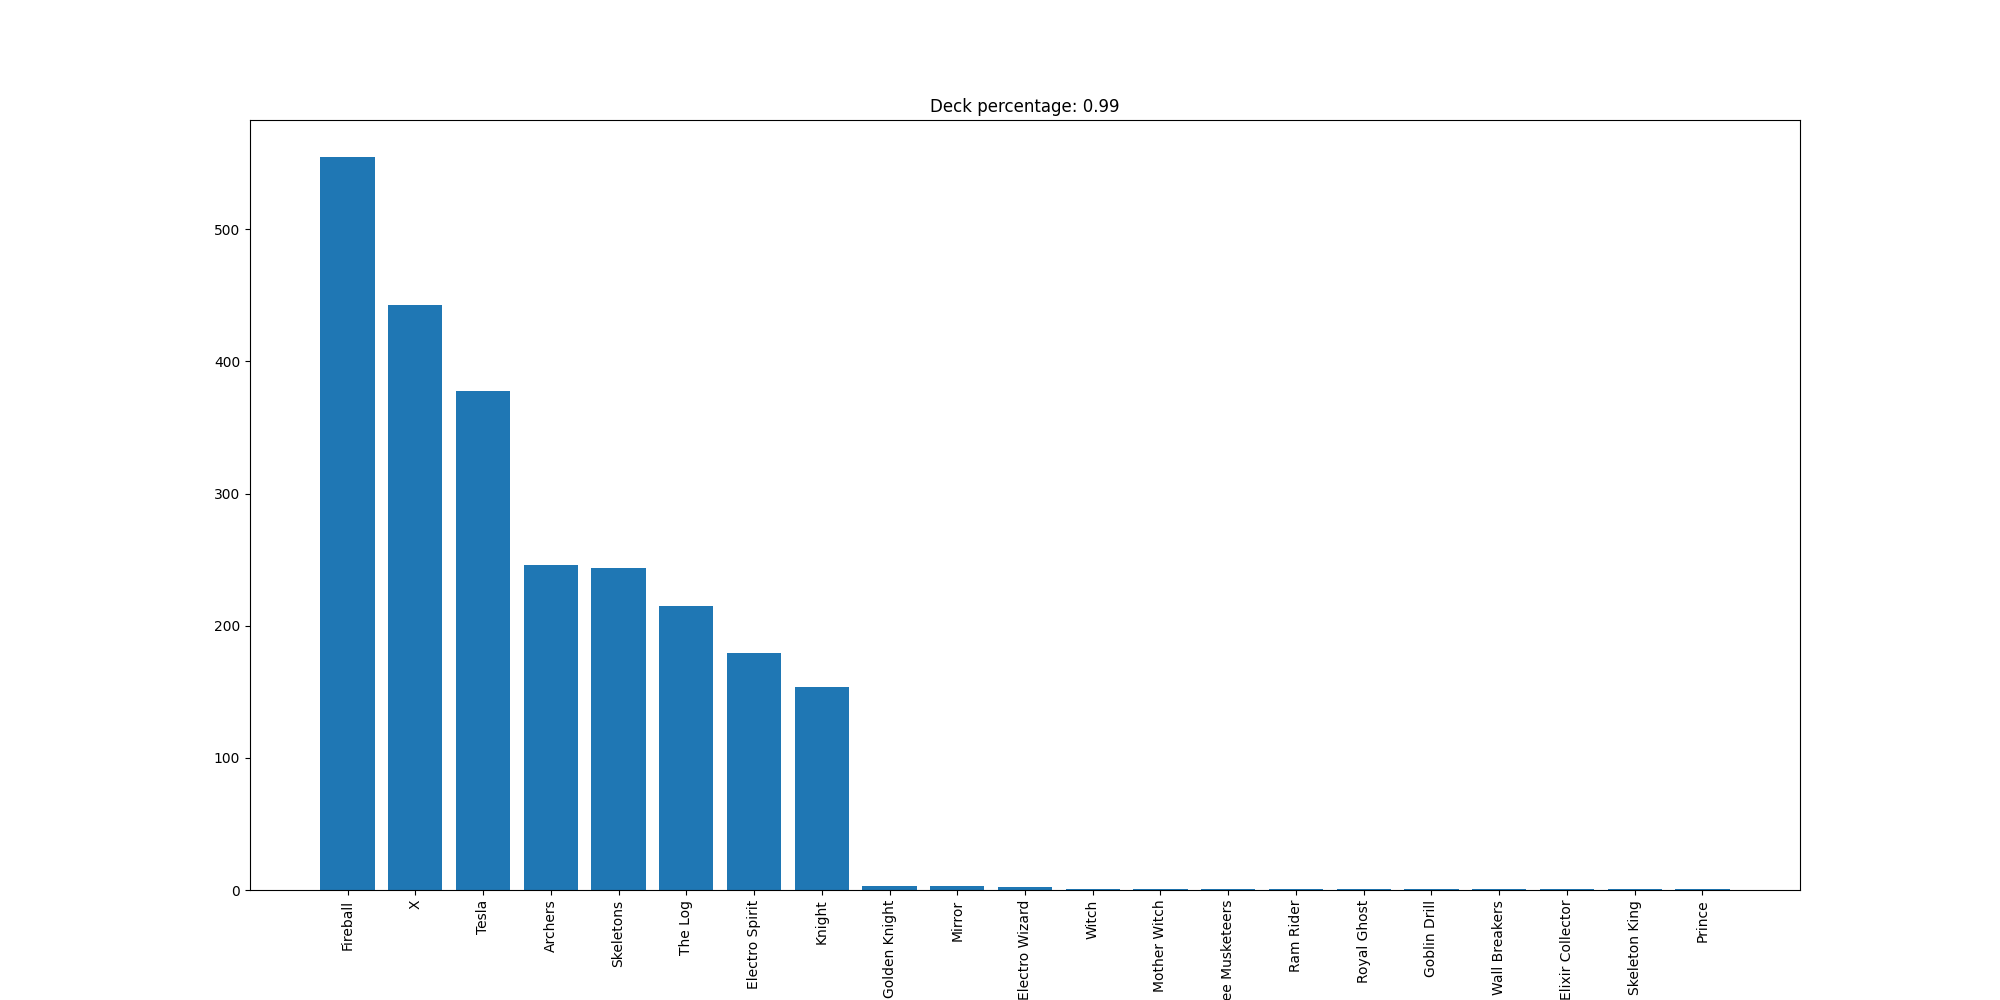 Deck percentage: 0.99
500
400
300
200
100
0
Fireball
X
Tesla
Archers
Skeletons
The Log
Electro Spirit
Knight
Golden Knight
Mirror
Electro Wizard
Witch
Mother Witch
ee Musketeers
Ram Rider
Royal Ghost
Goblin Drill
Wall Breakers
Elixir Collector
Skeleton King
Prince